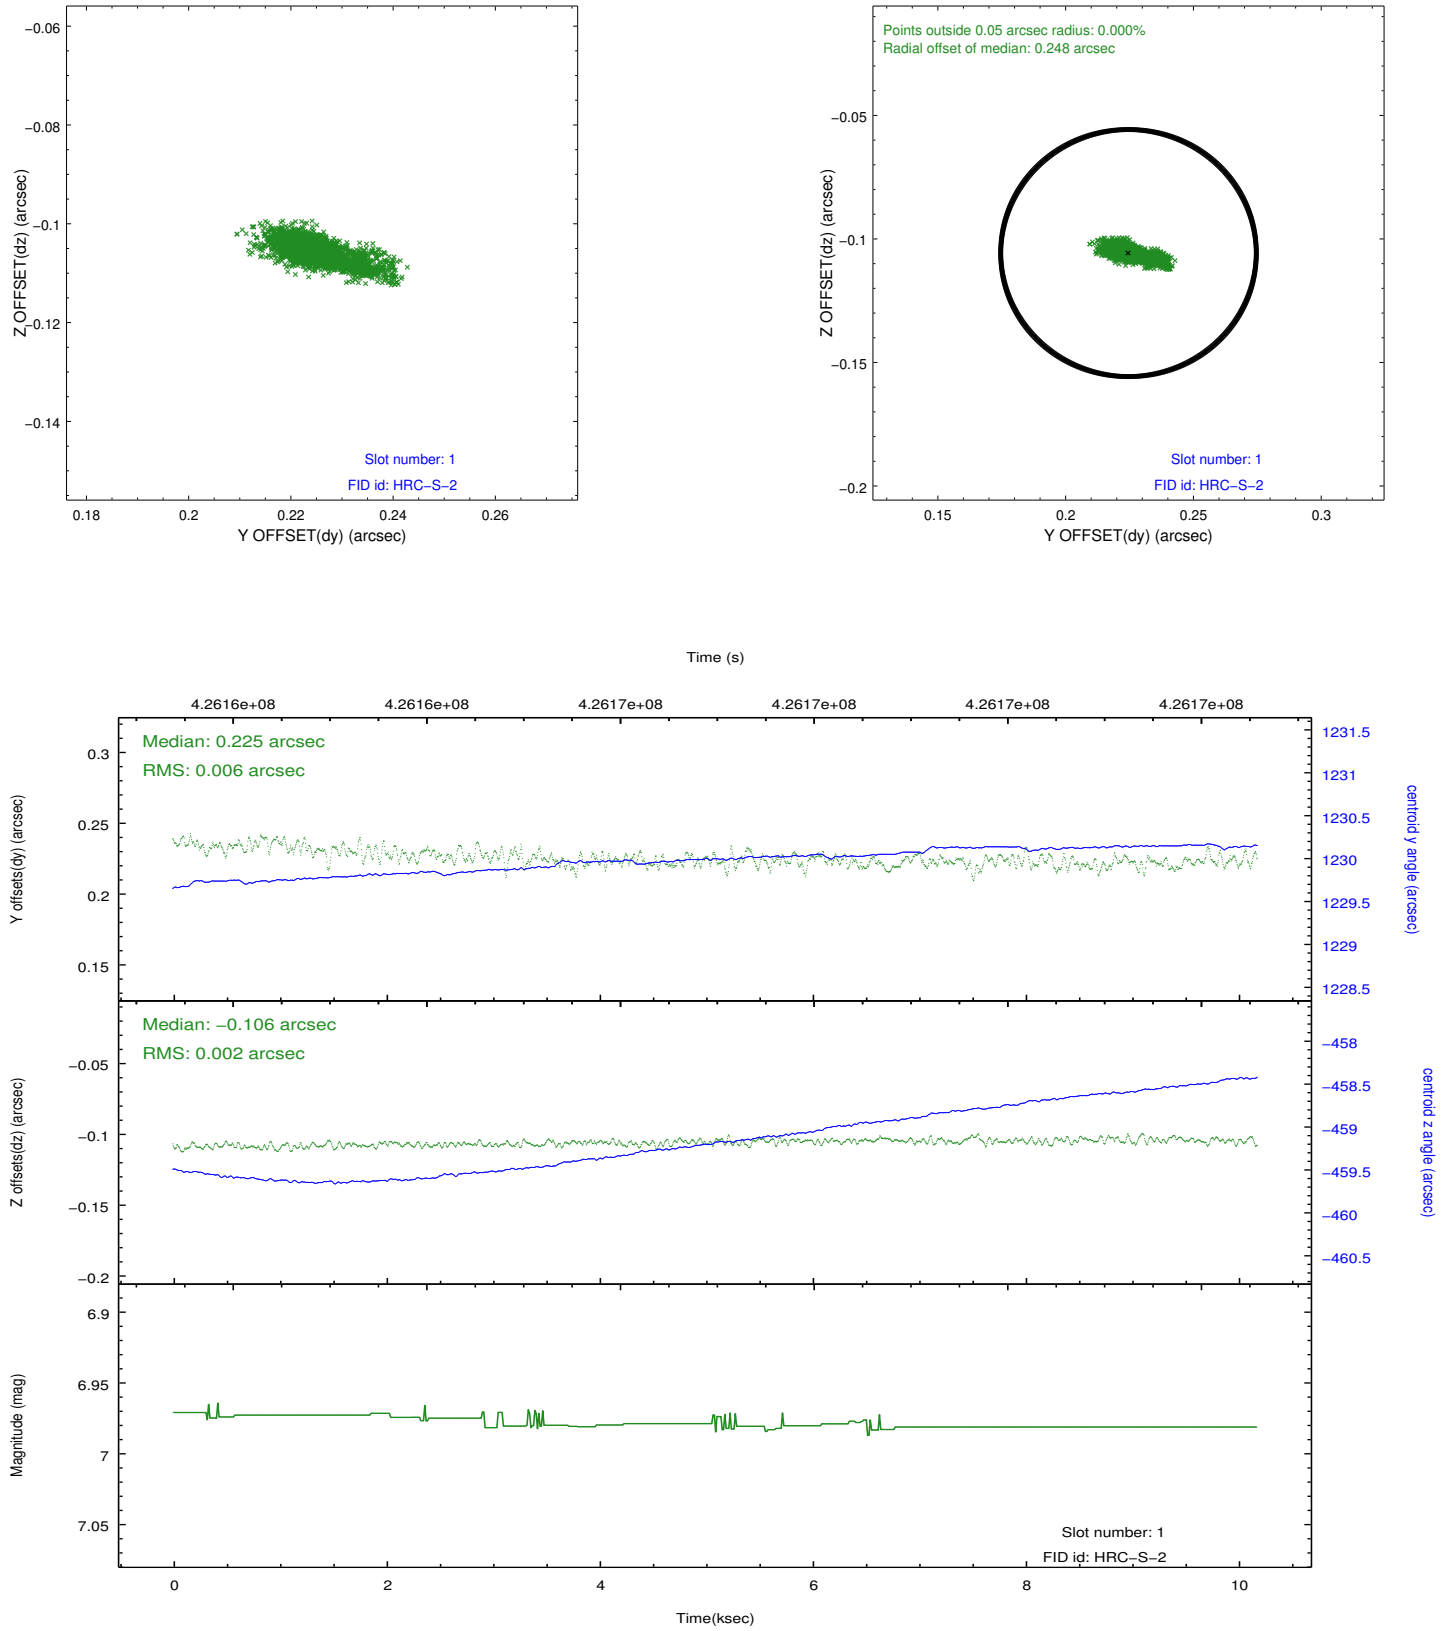 −0.06
−0.08
−0.1
−0.12
−0.14
Z OFFSET(dz) (arcsec)
Slot number: 1
FID id: HRC−S−2
0.18
0.2
0.22
0.24
0.26
Y OFFSET(dy) (arcsec)
Points outside 0.05 arcsec radius: 0.000%
Radial offset of median: 0.248 arcsec
−0.05
−0.1
−0.15
−0.2
Z OFFSET(dz) (arcsec)
Slot number: 1
FID id: HRC−S−2
0.15
0.2
0.25
0.3
Y OFFSET(dy) (arcsec)
Time (s)
4.2616e+08 4.2616e+08 4.2617e+08 4.2617e+08 4.2617e+08 4.2617e+08
Median: 0.225 arcsec
RMS: 0.006 arcsec
0.3
0.25
0.2
0.15
Y offsets(dy) (arcsec)
1231.5
1231
1230.5
1230
1229.5
1229
1228.5
centroid y angle (arcsec)
Median: −0.106 arcsec
RMS: 0.002 arcsec
−0.05
−0.1
−0.15
−0.2
Z offsets(dz) (arcsec)
−458
−458.5
−459
−459.5
−460
−460.5
centroid z angle (arcsec)
6.9
6.95
7
7.05
Magnitude (mag)
Slot number: 1
FID id: HRC−S−2
0 2 4 6 8 10
Time(ksec)